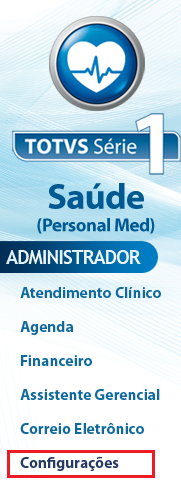 TOTVS Série 1
Saúde
(Personal Med)
ADMINISTRADOR
Atendimento Clínico
Agenda
Financeiro
Assistente Gerencial
Correio Eletrônico
Configurações